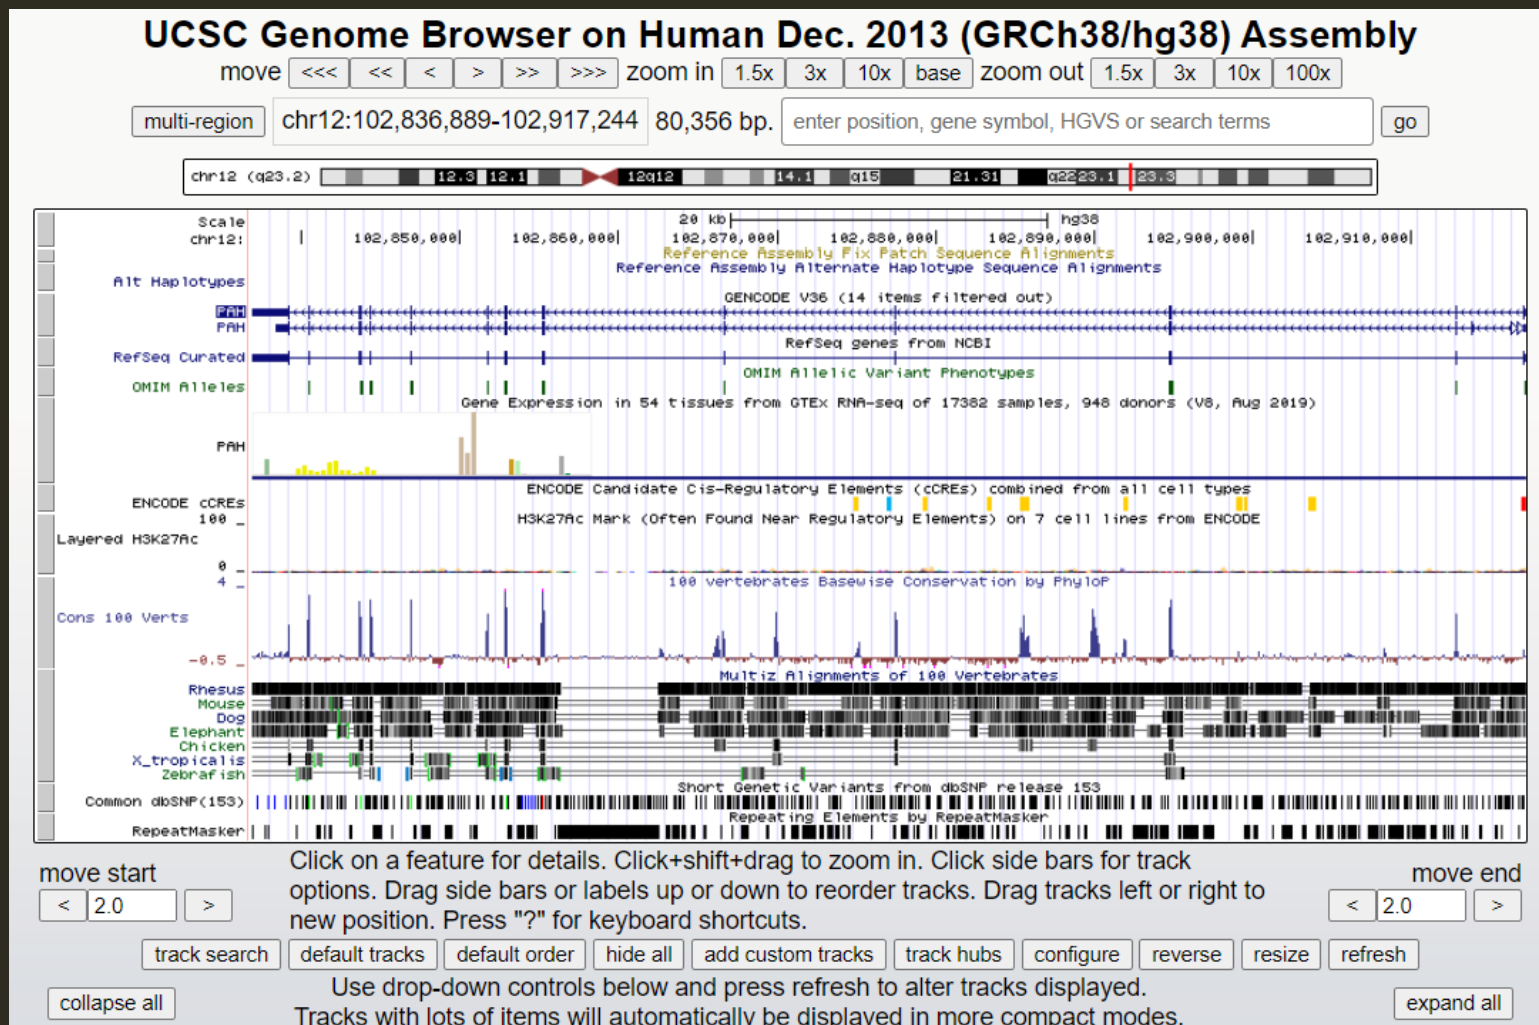 UCSC Genome Browser on Human Dec. 2013 (GRCh38/hg38) Assembly
move <<< << < > >> >>> zoom in 1.5x 3x 10x base zoom out 1.5x 3x 10x 100x
multi-region chr12:102,836,889-102,917,244 80,356 bp. enter position, gene symbol, HGVS or search terms go
chr12 (q23.2) 12.3 12.1 12q12 14.1 q15 21.31 q22 23.1 23.3
Scale 20 kb hg38
chr12: 102,850,000 102,860,000 102,870,000 102,880,000 102,890,000 102,900,000 102,910,000
Reference Assembly Fix Patch Sequence Alignments
Reference Assembly Alternate Haplotype Sequence Alignments
Alt Haplotypes
GENCODE V36 (14 items filtered out)
PAH
PAH
RefSeq genes from NCBI
RefSeq Curated
OMIM Allelic Variant Phenotypes
OMIM Alleles
Gene Expression in 54 tissues from GTEx RNA-seq of 17382 samples, 948 donors (V8, Aug 2019)
PAH
ENCODE Candidate Cis-Regulatory Elements (cCREs) combined from all cell types
ENCODE cCREs
H3K27Ac Mark (Often Found Near Regulatory Elements) on 7 cell lines from ENCODE
100 _
Layered H3K27Ac
0 _
100 vertebrates Basewise Conservation by PhyloP
4 _
Cons 100 Verts
-0.5 _
Multiz Alignments of 100 Vertebrates
Rhesus
Mouse
Dog
Elephant
Chicken
X_tropicalis
Zebrafish
Short Genetic Variants from dbSNP release 153
Common dbSNP(153)
Repeating Elements by RepeatMasker
RepeatMasker
move start
< 2.0 >
Click on a feature for details. Click+shift+drag to zoom in. Click side bars for track
options. Drag side bars or labels up or down to reorder tracks. Drag tracks left or right to
new position. Press "?" for keyboard shortcuts.
move end
< 2.0 >
track search default tracks default order hide all add custom tracks track hubs configure reverse resize refresh
collapse all
Use drop-down controls below and press refresh to alter tracks displayed.
Tracks with lots of items will automatically be displayed in more compact modes.
expand all